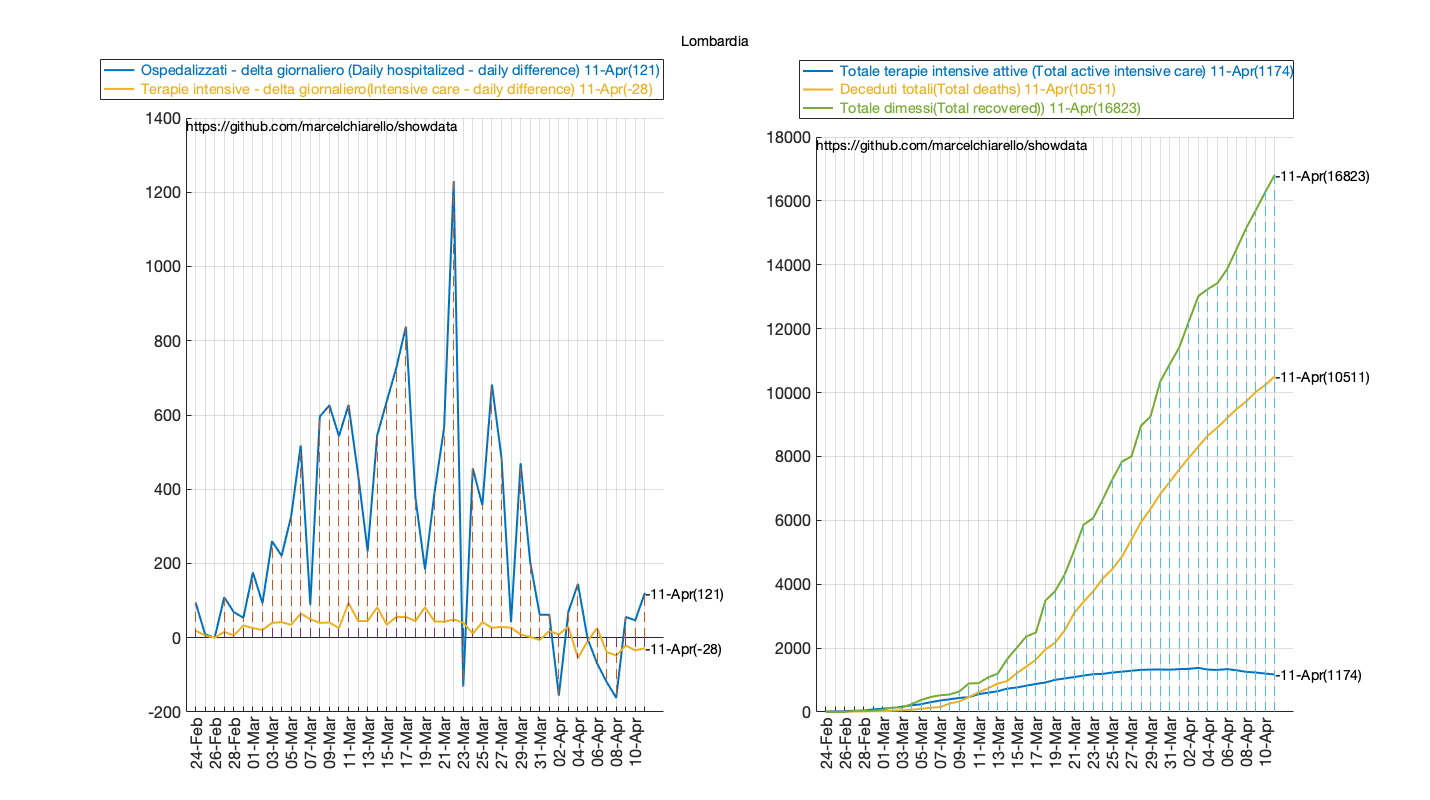 Lombardia
Ospedalizzati - delta giornaliero (Daily hospitalized - daily difference) 11-Apr(121)
Terapie intensive - delta giornaliero(Intensive care - daily difference) 11-Apr(-28)
1400
https://github.com/marcelchiarello/showdata
1200
1000
800
600
400
200
0
-200
-11-Apr(121)
-11-Apr(-28)
24-Feb
26-Feb
28-Feb
01-Mar
03-Mar
05-Mar
07-Mar
09-Mar
11-Mar
13-Mar
15-Mar
17-Mar
19-Mar
21-Mar
23-Mar
25-Mar
27-Mar
29-Mar
31-Mar
02-Apr
04-Apr
06-Apr
08-Apr
10-Apr
Totale terapie intensive attive (Total active intensive care) 11-Apr(1174)
Deceduti totali(Total deaths) 11-Apr(10511)
Totale dimessi(Total recovered)) 11-Apr(16823)
18000
https://github.com/marcelchiarello/showdata
16000
14000
12000
10000
8000
6000
4000
2000
0
-11-Apr(16823)
-11-Apr(10511)
-11-Apr(1174)
24-Feb
26-Feb
28-Feb
01-Mar
03-Mar
05-Mar
07-Mar
09-Mar
11-Mar
13-Mar
15-Mar
17-Mar
19-Mar
21-Mar
23-Mar
25-Mar
27-Mar
29-Mar
31-Mar
02-Apr
04-Apr
06-Apr
08-Apr
10-Apr